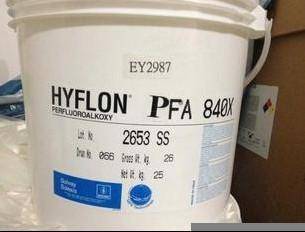 EY2987
HYFLON® PFA 840X
PERFLUOROALKOXY
Lot No 2653 SS
Drum No 066 Gross Wt. Kg. 26
Net Wt. Kg. 25
Solvay
Solexis